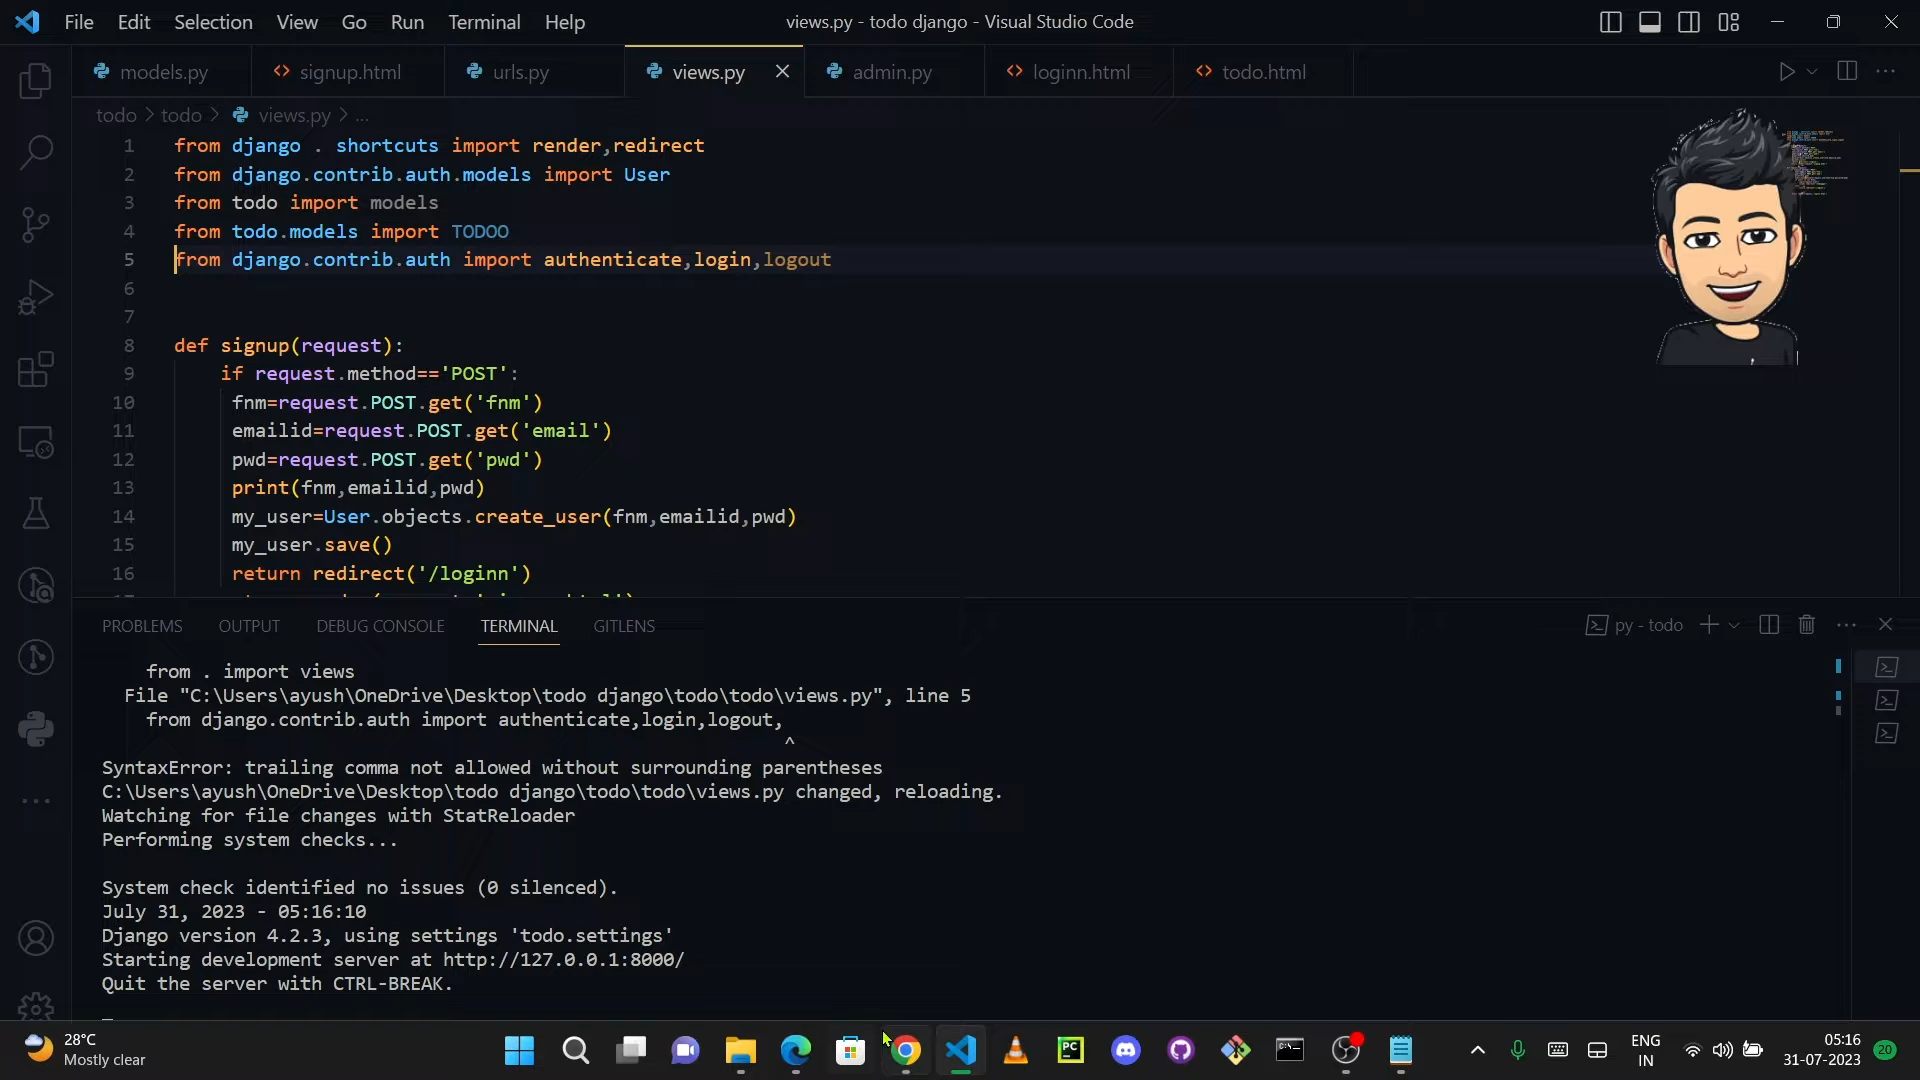 File Edit Selection View Go Run Terminal Help
views.py - todo django - Visual Studio Code
models.py signup.html urls.py views.py admin.py loginn.html todo.html
todo > todo > views.py > ...
1 from django . shortcuts import render,redirect
2 from django.contrib.auth.models import User
3 from todo import models
4 from todo.models import TODOO
5 from django.contrib.auth import authenticate,login,logout
6
7
8 def signup(request):
9 if request.method=='POST':
10 fnm=request.POST.get('fnm')
11 emailid=request.POST.get('email')
12 pwd=request.POST.get('pwd')
13 print(fnm,emailid,pwd)
14 my_user=User.objects.create_user(fnm,emailid,pwd)
15 my_user.save()
16 return redirect('/loginn')
PROBLEMS OUTPUT DEBUG CONSOLE TERMINAL GITLENS
py - todo
from . import views
File "C:\Users\ayush\OneDrive\Desktop\todo django\todo\todo\views.py", line 5
from django.contrib.auth import authenticate,login,logout,
^
SyntaxError: trailing comma not allowed without surrounding parentheses
C:\Users\ayush\OneDrive\Desktop\todo django\todo\todo\views.py changed, reloading.
Watching for file changes with StatReloader
Performing system checks...
System check identified no issues (0 silenced).
July 31, 2023 - 05:16:10
Django version 4.2.3, using settings 'todo.settings'
Starting development server at http://127.0.0.1:8000/
Quit the server with CTRL-BREAK.
28°C
Mostly clear
PC
ENG
IN
05:16
31-07-2023
20